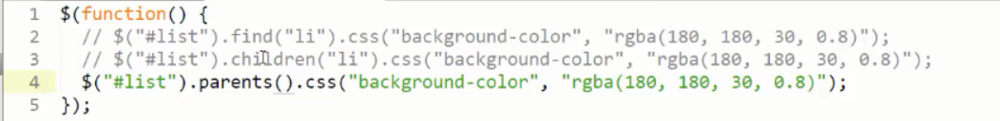 1 $(function() {
2 // $("#list").find("li").css("background-color", "rgba(180, 180, 30, 0.8)");
3 // $("#list").children("li").css("background-color", "rgba(180, 180, 30, 0.8)");
4 $("#list").parents().css("background-color", "rgba(180, 180, 30, 0.8)");
5 });